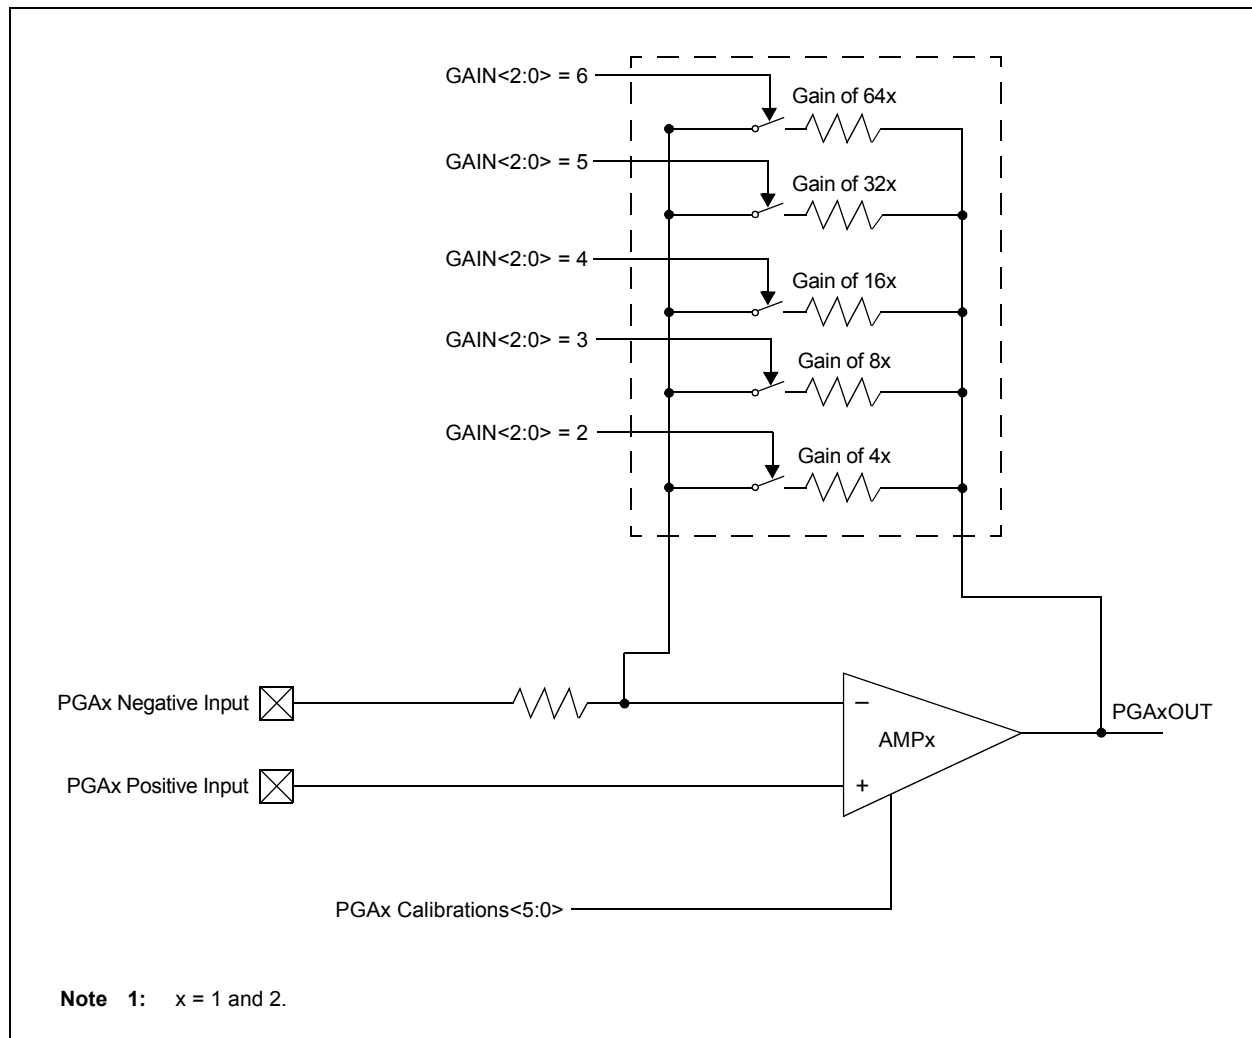 GAIN<2:0> = 6
Gain of 64x
GAIN<2:0> = 5
Gain of 32x
GAIN<2:0> = 4
Gain of 16x
GAIN<2:0> = 3
Gain of 8x
GAIN<2:0> = 2
Gain of 4x
PGAx Negative Input
–
PGAxOUT
AMPx
PGAx Positive Input
+
PGAx Calibrations<5:0>
Note 1: x = 1 and 2.